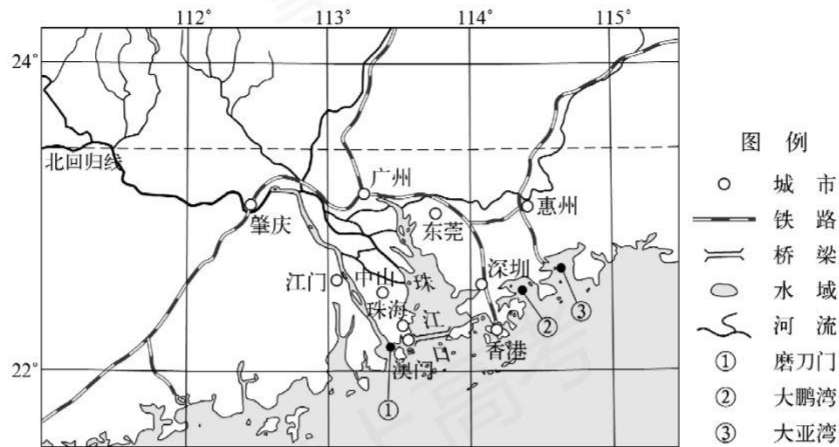 112° 113° 114° 115°
24°
北回归线
广州
肇庆
东莞
惠州
江门
中山
深圳
珠
珠海
江
口
香港
澳门
22°
①
②
③
图 例
城 市
铁 路
桥 梁
水 域
河 流
① 磨刀门
② 大鹏湾
③ 大亚湾